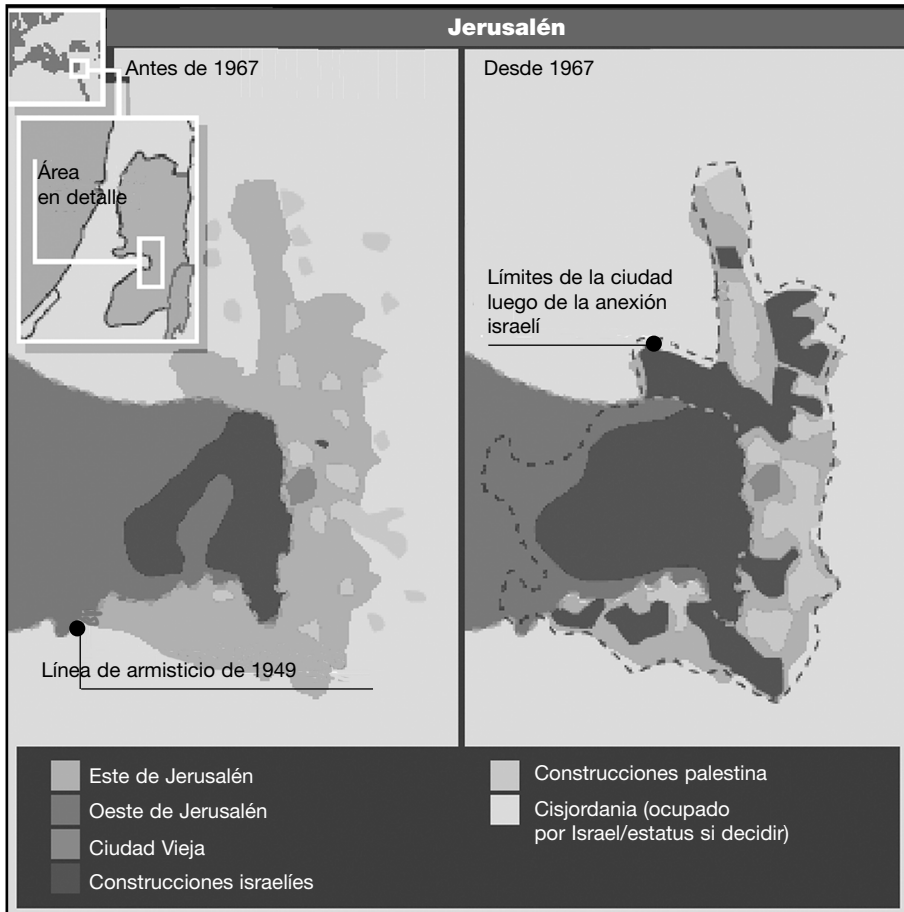 Jerusalén
Antes de 1967
Desde 1967
Área
en detalle
Límites de la ciudad
luego de la anexión
israelí
Línea de armisticio de 1949
Este de Jerusalén
Oeste de Jerusalén
Ciudad Vieja
Construcciones israelíes
Construcciones palestina
Cisjordania (ocupado
por Israel/estatus si decidir)